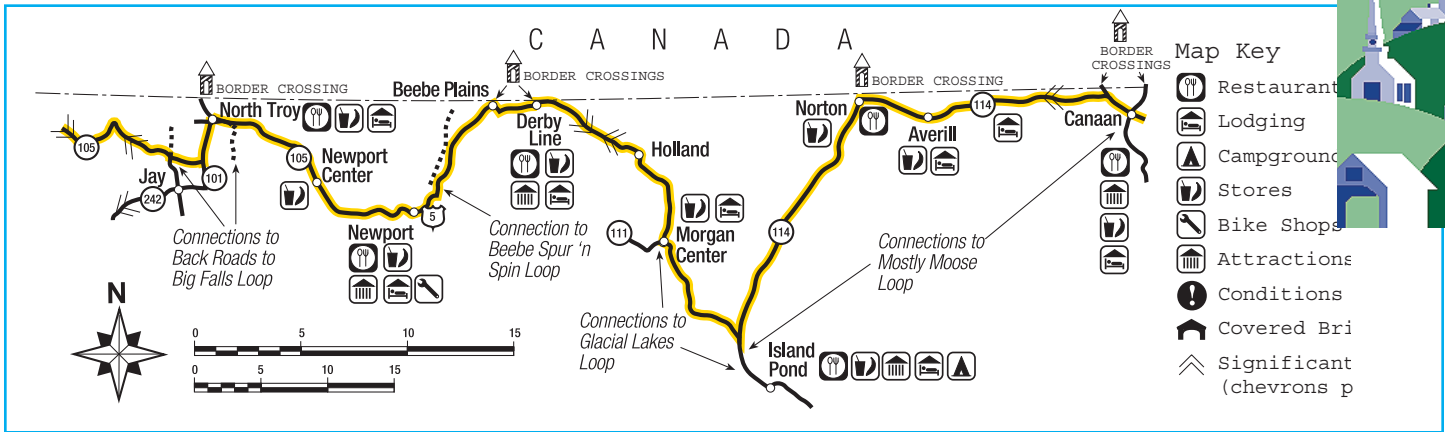 C A N A D A
BORDER CROSSING
BORDER CROSSINGS
BORDER CROSSING
BORDER
CROSSINGS
Beebe Plains
North Troy
Derby
Line
Norton
114
Averill
Canaan
105
105
Newport
Center
Holland
Jay
101
242
5
Connections to
Back Roads to
Big Falls Loop
Newport
Connection to
Beebe Spur ‘n
Spin Loop
111
Morgan
Center
114
Connections to
Mostly Moose
Loop
Connections to
Glacial Lakes
Loop
Island
Pond
N
0 5 10 15
0 5 10 15
Map Key
Restaurant
Lodging
Campground
Stores
Bike Shops
Attractions
Conditions
Covered Bri
Significant
(chevrons p